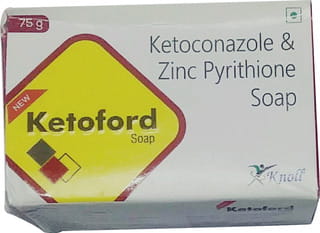 75 g
Ketoconazole &
Zinc Pyrithione
Soap
NEW
Ketoford
Soap
Knoll
Ketoford